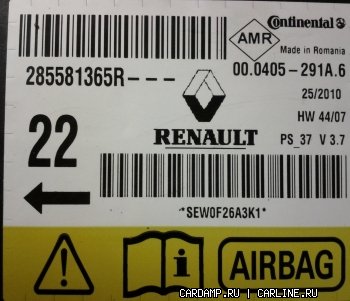 Continental
AMR
Made in Romania
285581365R---
00.0405-291A.6
25/2010
HW 44/07
22
RENAULT
PS_37 V 3.7
*SEW0F26A3K1*
! i AIRBAG
CARDAMP.RU | CARLINE.RU